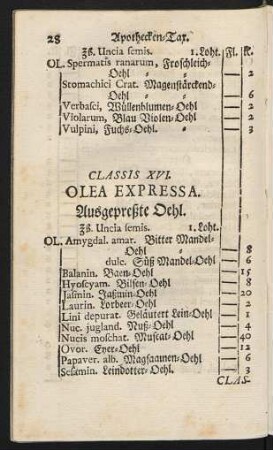 28 Apothecken-Tax.
ʒß. Uncia semis. 1. Loht. Fl. K.
OL. Spermatis ranarum, Froschleich-
Oehl 2
Stomachici Crat. Magenstärckend-
Oehl 6
Verbasci, Wüllenblumen-Oehl 2
Violarum, Blau Violen-Oehl 2
Vulpini, Fuchs-Oehl. 3
CLASSIS XVI.
OLEA EXPRESSA.
Ausgepreßte Oehl.
ʒß. Uncia semis. 1. Loht.
OL. Amygdal. amar. Bitter Mandel-
Oehl 8
dulc. Süß Mandel-Oehl 6
Balanin. Baen-Oehl 15
Hyoscyam. Bilsen-Oehl 8
Jasmin. Jaßmin-Oehl 20
Laurin. Lorbeer-Oehl 2
Lini depurat. Geläutert Lein-Oehl 1
Nuc. jugland. Nuß-Oehl 4
Nucis moschat. Muscat-Oehl 40
Ovor. Eyer-Oehl 12
Papaver. alb. Magsaamen-Oehl 6
Sesamin. Leindotter-Oehl. 3
CLAS-